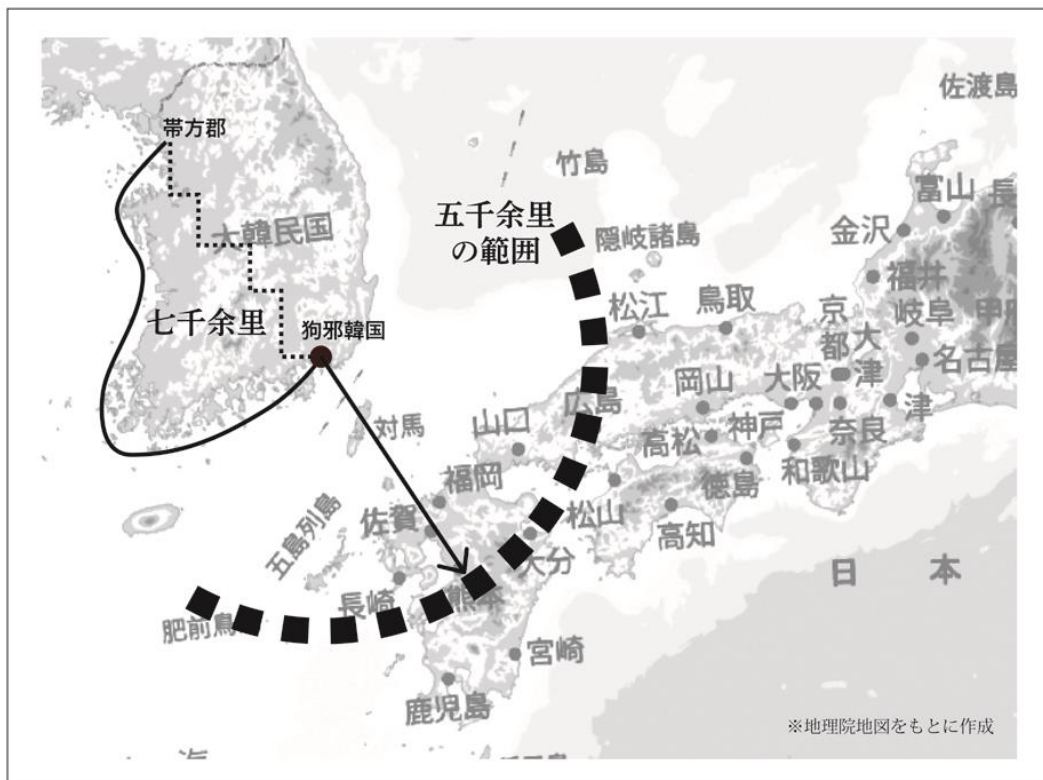 佐渡島
帯方郡
竹島
富山
長
五千余里
の範囲
隠岐諸島
金沢
大韓民国
福井
松江
鳥取
京都
大津
岐阜
甲府
七千余里
狗邪韓国
名古屋
岡山
大阪
広島
対馬
山口
高松
神戸
奈良
津
福岡
徳島
和歌山
佐賀
松山
高知
五島列島
大分
日本
長崎
熊本
肥前鳥
宮崎
鹿児島
※地理院地図をもとに作成